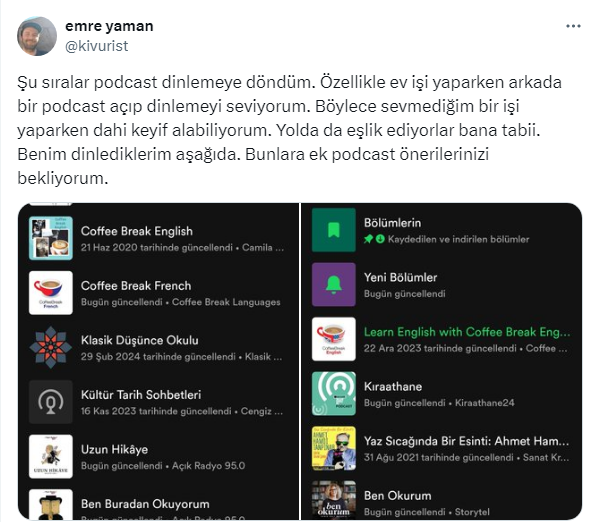 emre yaman
@kivurist
Şu sıralar podcast dinlemeye döndüm. Özellikle ev işi yaparken arkada
bir podcast açıp dinlemeyi seviyorum. Böylece sevmediğim bir işi
yaparken dahi keyif alabiliyorum. Yolda da eşlik ediyorlar bana tabii.
Benim dinlediklerim aşağıda. Bunlara ek podcast önerilerinizi
bekliyorum.
Coffee Break English
21 Haz 2020 tarihinde güncellendi • Camila ...
Coffee Break French
Bugün güncellendi • Coffee Break Languages
Klasik Düşünce Okulu
29 Şub 2024 tarihinde güncellendi • Klasik ...
Kültür Tarih Sohbetleri
16 Kas 2023 tarihinde güncellendi • Cengiz ...
Uzun Hikâye
Bugün güncellendi • Açık Radyo 95.0
Ben Buradan Okuyorum
Bölümlerin
Kaydedilen ve indirilen bölümler
Yeni Bölümler
Bugün güncellendi
Learn English with Coffee Break Eng...
22 Ara 2023 tarihinde güncellendi • Coffee ...
Kıraathane
Bugün güncellendi • Kiraathane24
Yaz Sıcağında Bir Esinti: Ahmet Ham...
31 Ağu 2021 tarihinde güncellendi • Sanat Kr...
Ben Okurum
Bugün güncellendi • Storytel